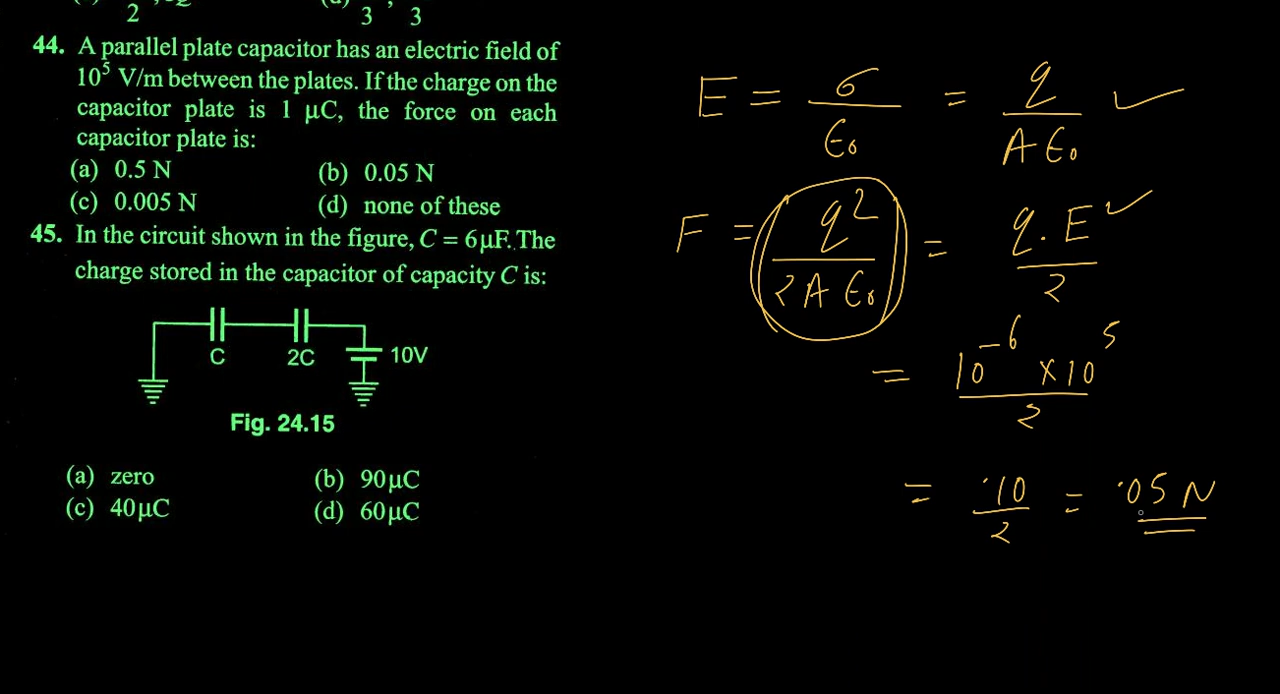 2
3 3
44. A parallel plate capacitor has an electric field of
10⁵ V/m between the plates. If the charge on the
capacitor plate is 1 μC, the force on each
capacitor plate is:
(a) 0.5 N (b) 0.05 N
(c) 0.005 N (d) none of these
45. In the circuit shown in the figure, C = 6μF. The
charge stored in the capacitor of capacity C is:
C 2C 10V
Fig. 24.15
(a) zero (b) 90μC
(c) 40μC (d) 60μC
E = σ/ε₀ = q/Aε₀ ✓
F = q²/2Aε₀ = q.E/2 ✓
= 10⁻⁶ × 10⁵/2
= .10/2 = .05 N